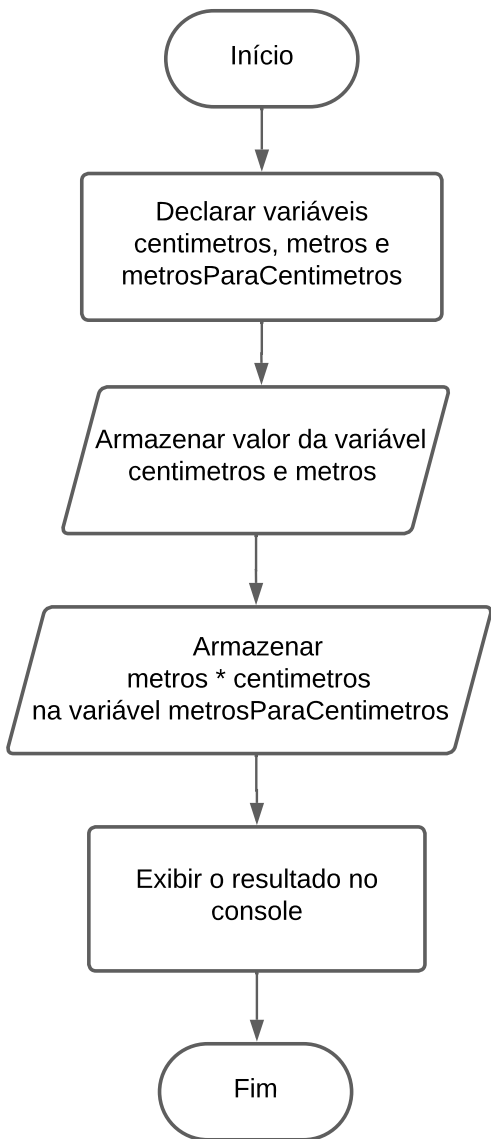 Início
Declarar variáveis
centimetros, metros e
metrosParaCentimetros
Armazenar valor da variável
centimetros e metros
Armazenar
metros * centimetros
na variável metrosParaCentimetros
Exibir o resultado no
console
Fim